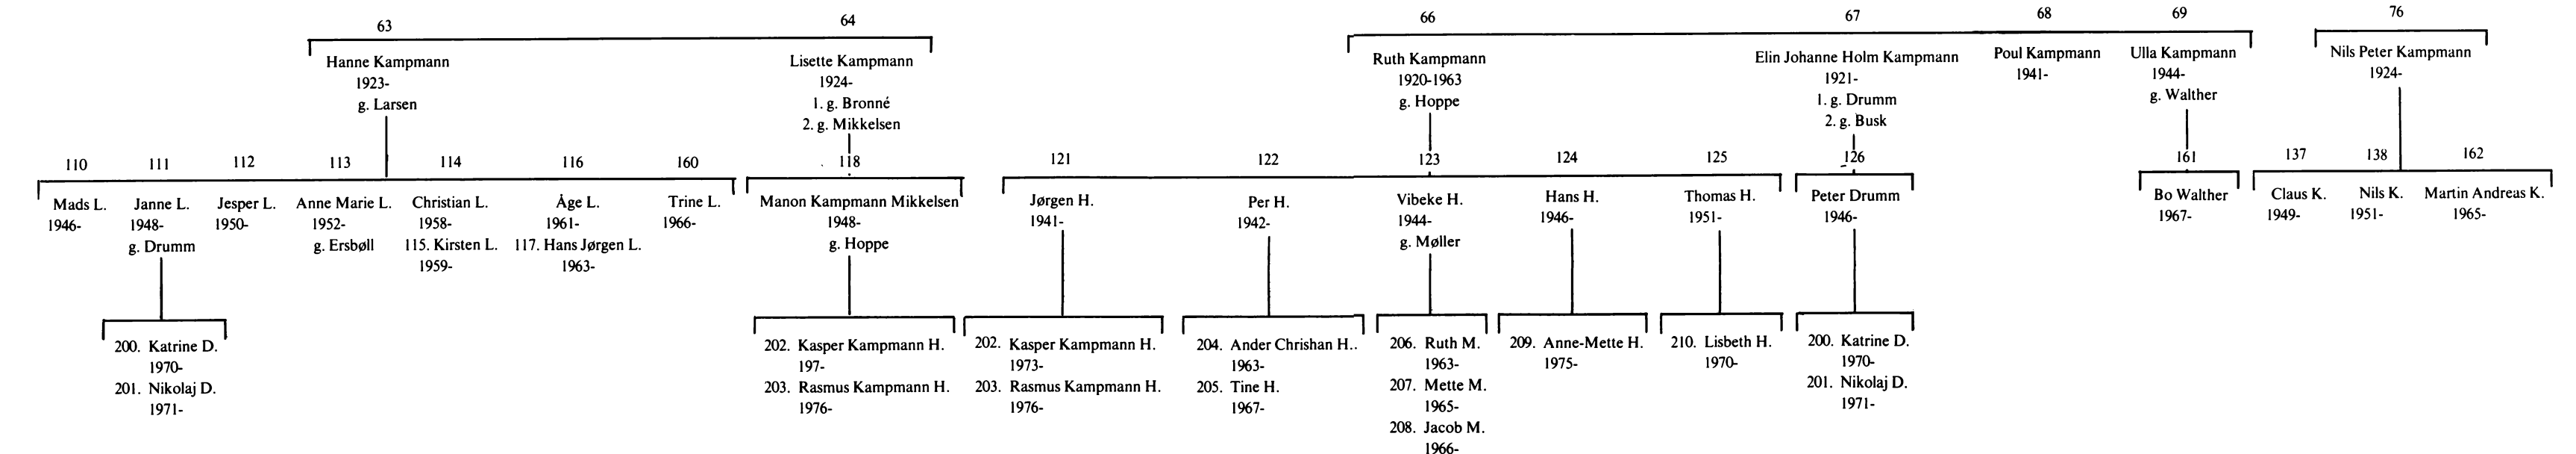 63
64
66
67
68
69
76
Hanne Kampmann
1923-
g. Larsen
Lisette Kampmann
1924-
1. g. Bronné
2. g. Mikkelsen
Ruth Kampmann
1920-1963
g. Hoppe
Elin Johanne Holm Kampmann
1921-
1. g. Drumm
2. g. Busk
Poul Kampmann
1941-
Ulla Kampmann
1944-
g. Walther
Nils Peter Kampmann
1924-
110
111
112
113
114
116
160
118
121
122
123
124
125
126
161
137
138
162
Mads L.
1946-
Janne L.
1948-
g. Drumm
Jesper L.
1950-
Anne Marie L.
1952-
g. Ersbøll
Christian L.
1958-
115. Kirsten L.
1959-
Åge L.
1961-
117. Hans Jørgen L.
1963-
Trine L.
1966-
Manon Kampmann Mikkelsen
1948-
g. Hoppe
Jørgen H.
1941-
Per H.
1942-
Vibeke H.
1944-
g. Møller
Hans H.
1946-
Thomas H.
1951-
Peter Drumm
1946-
Bo Walther
1967-
Claus K.
1949-
Nils K.
1951-
Martin Andreas K.
1965-
200. Katrine D.
1970-
201. Nikolaj D.
1971-
202. Kasper Kampmann H.
197-
203. Rasmus Kampmann H.
1976-
202. Kasper Kampmann H.
1973-
203. Rasmus Kampmann H.
1976-
204. Ander Chrishan H..
1963-
205. Tine H.
1967-
206. Ruth M.
1963-
207. Mette M.
1965-
208. Jacob M.
1966-
209. Anne-Mette H.
1975-
210. Lisbeth H.
1970-
200. Katrine D.
1970-
201. Nikolaj D.
1971-